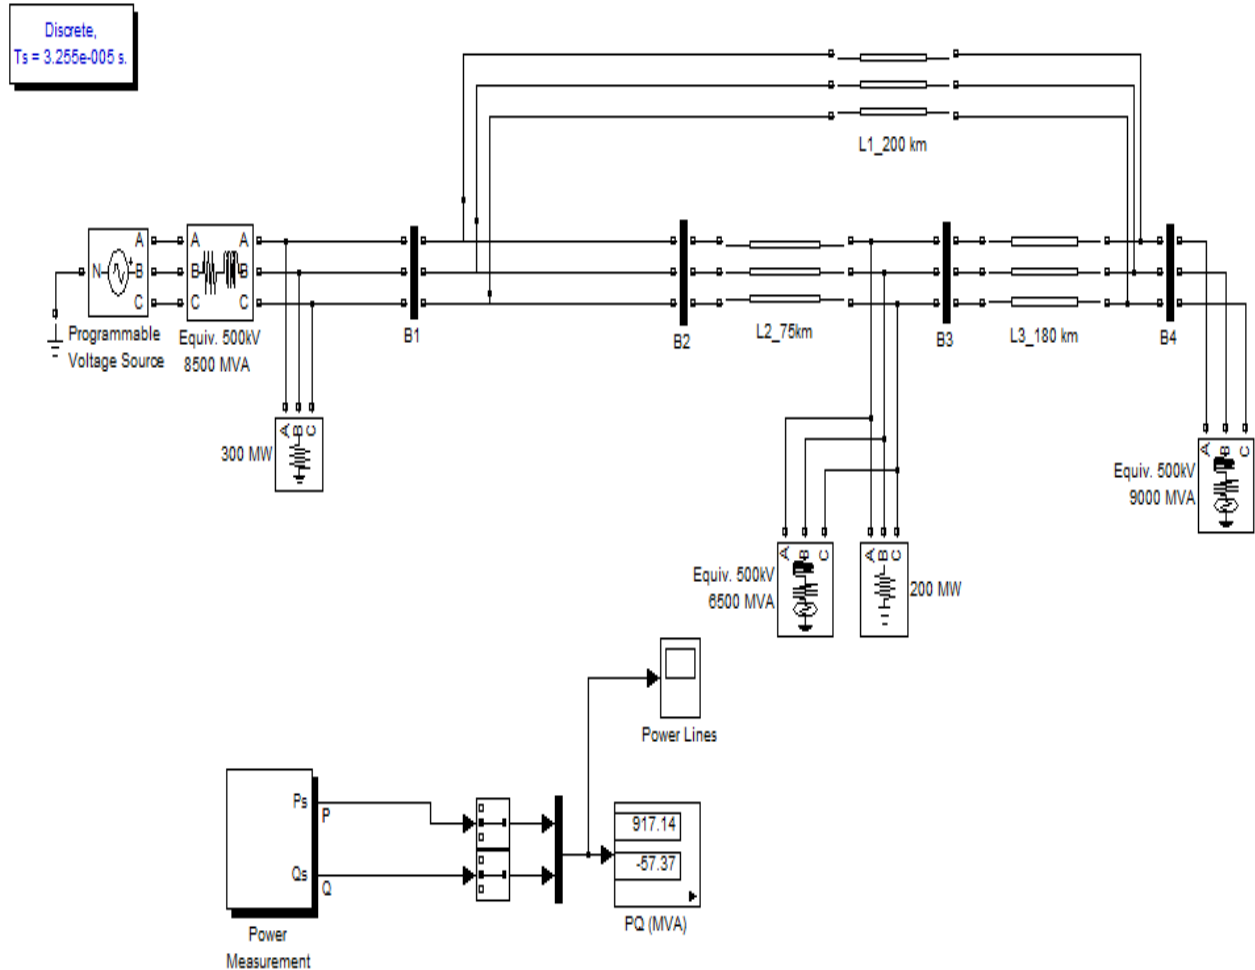 Discrete,
Ts = 3.255e-005 s.
L1_200 km
N
A
B
C
A
B
C
A
B
C
Programmable
Voltage Source
Equiv. 500kV
8500 MVA
B1
B2
L2_75km
B3
L3_180 km
B4
A
B
C
300 MW
A
B
C
Equiv. 500kV
9000 MVA
A
B
C
Equiv. 500kV
6500 MVA
A
B
C
200 MW
Power Lines
Ps
P
Qs
Q
917.14
-57.37
PQ (MVA)
Power
Measurement